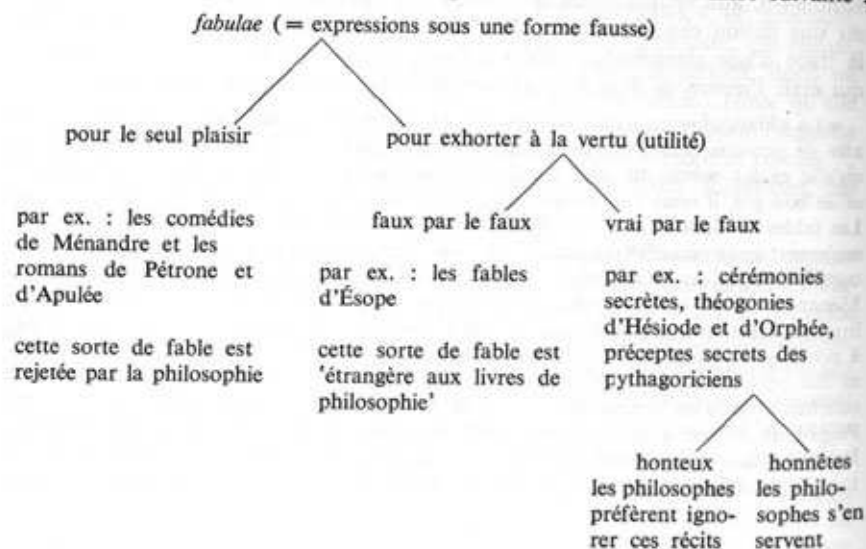 fabulae (= expressions sous une forme fausse)
pour le seul plaisir
pour exhorter à la vertu (utilité)
par ex. : les comédies
de Ménandre et les
romans de Pétrone et
d'Apulée
cette sorte de fable est
rejetée par la philosophie
faux par le faux
par ex. : les fables
d'Ésope
cette sorte de fable est
'étrangère aux livres de
philosophie'
vrai par le faux
par ex. : cérémonies
secrètes, théogonies
d'Hésiode et d'Orphée,
préceptes secrets des
pythagoriciens
honteux
les philosophes
préfèrent igno-
rer ces récits
honnêtes
les philo-
sophes s'en
servent